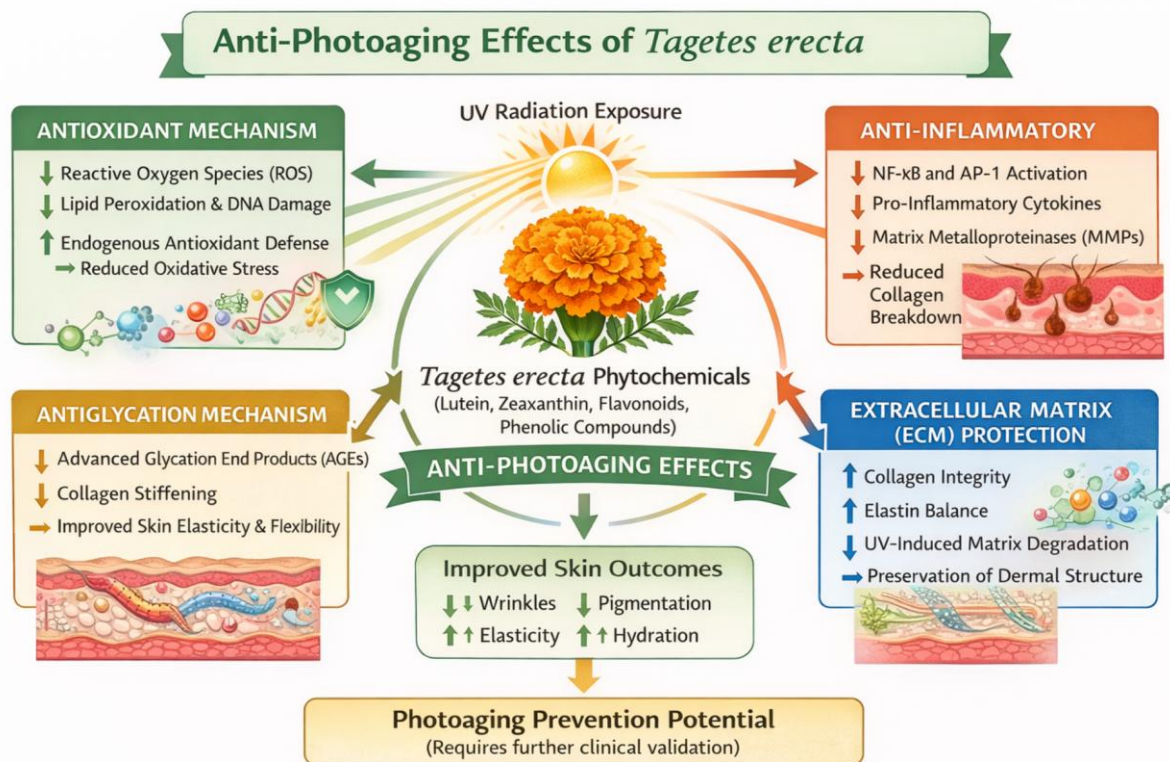 Anti-Photoaging Effects of Tagetes erecta
UV Radiation Exposure
ANTIOXIDANT MECHANISM
Reactive Oxygen Species (ROS)
Lipid Peroxidation & DNA Damage
Endogenous Antioxidant Defense
Reduced Oxidative Stress
ANTI-INFLAMMATORY
NF-κB and AP-1 Activation
Pro-Inflammatory Cytokines
Matrix Metalloproteinases (MMPs)
Reduced
Collagen
Breakdown
Tagetes erecta Phytochemicals
(Lutein, Zeaxanthin, Flavonoids,
Phenolic Compounds)
ANTI-PHOTOAGING EFFECTS
ANTIGLYCATION MECHANISM
Advanced Glycation End Products (AGEs)
Collagen Stiffening
Improved Skin Elasticity & Flexibility
EXTRACELLULAR MATRIX
(ECM) PROTECTION
Collagen Integrity
Elastin Balance
UV-Induced Matrix Degradation
Preservation of Dermal Structure
Improved Skin Outcomes
Wrinkles Pigmentation
Elasticity Hydration
Photoaging Prevention Potential
(Requires further clinical validation)